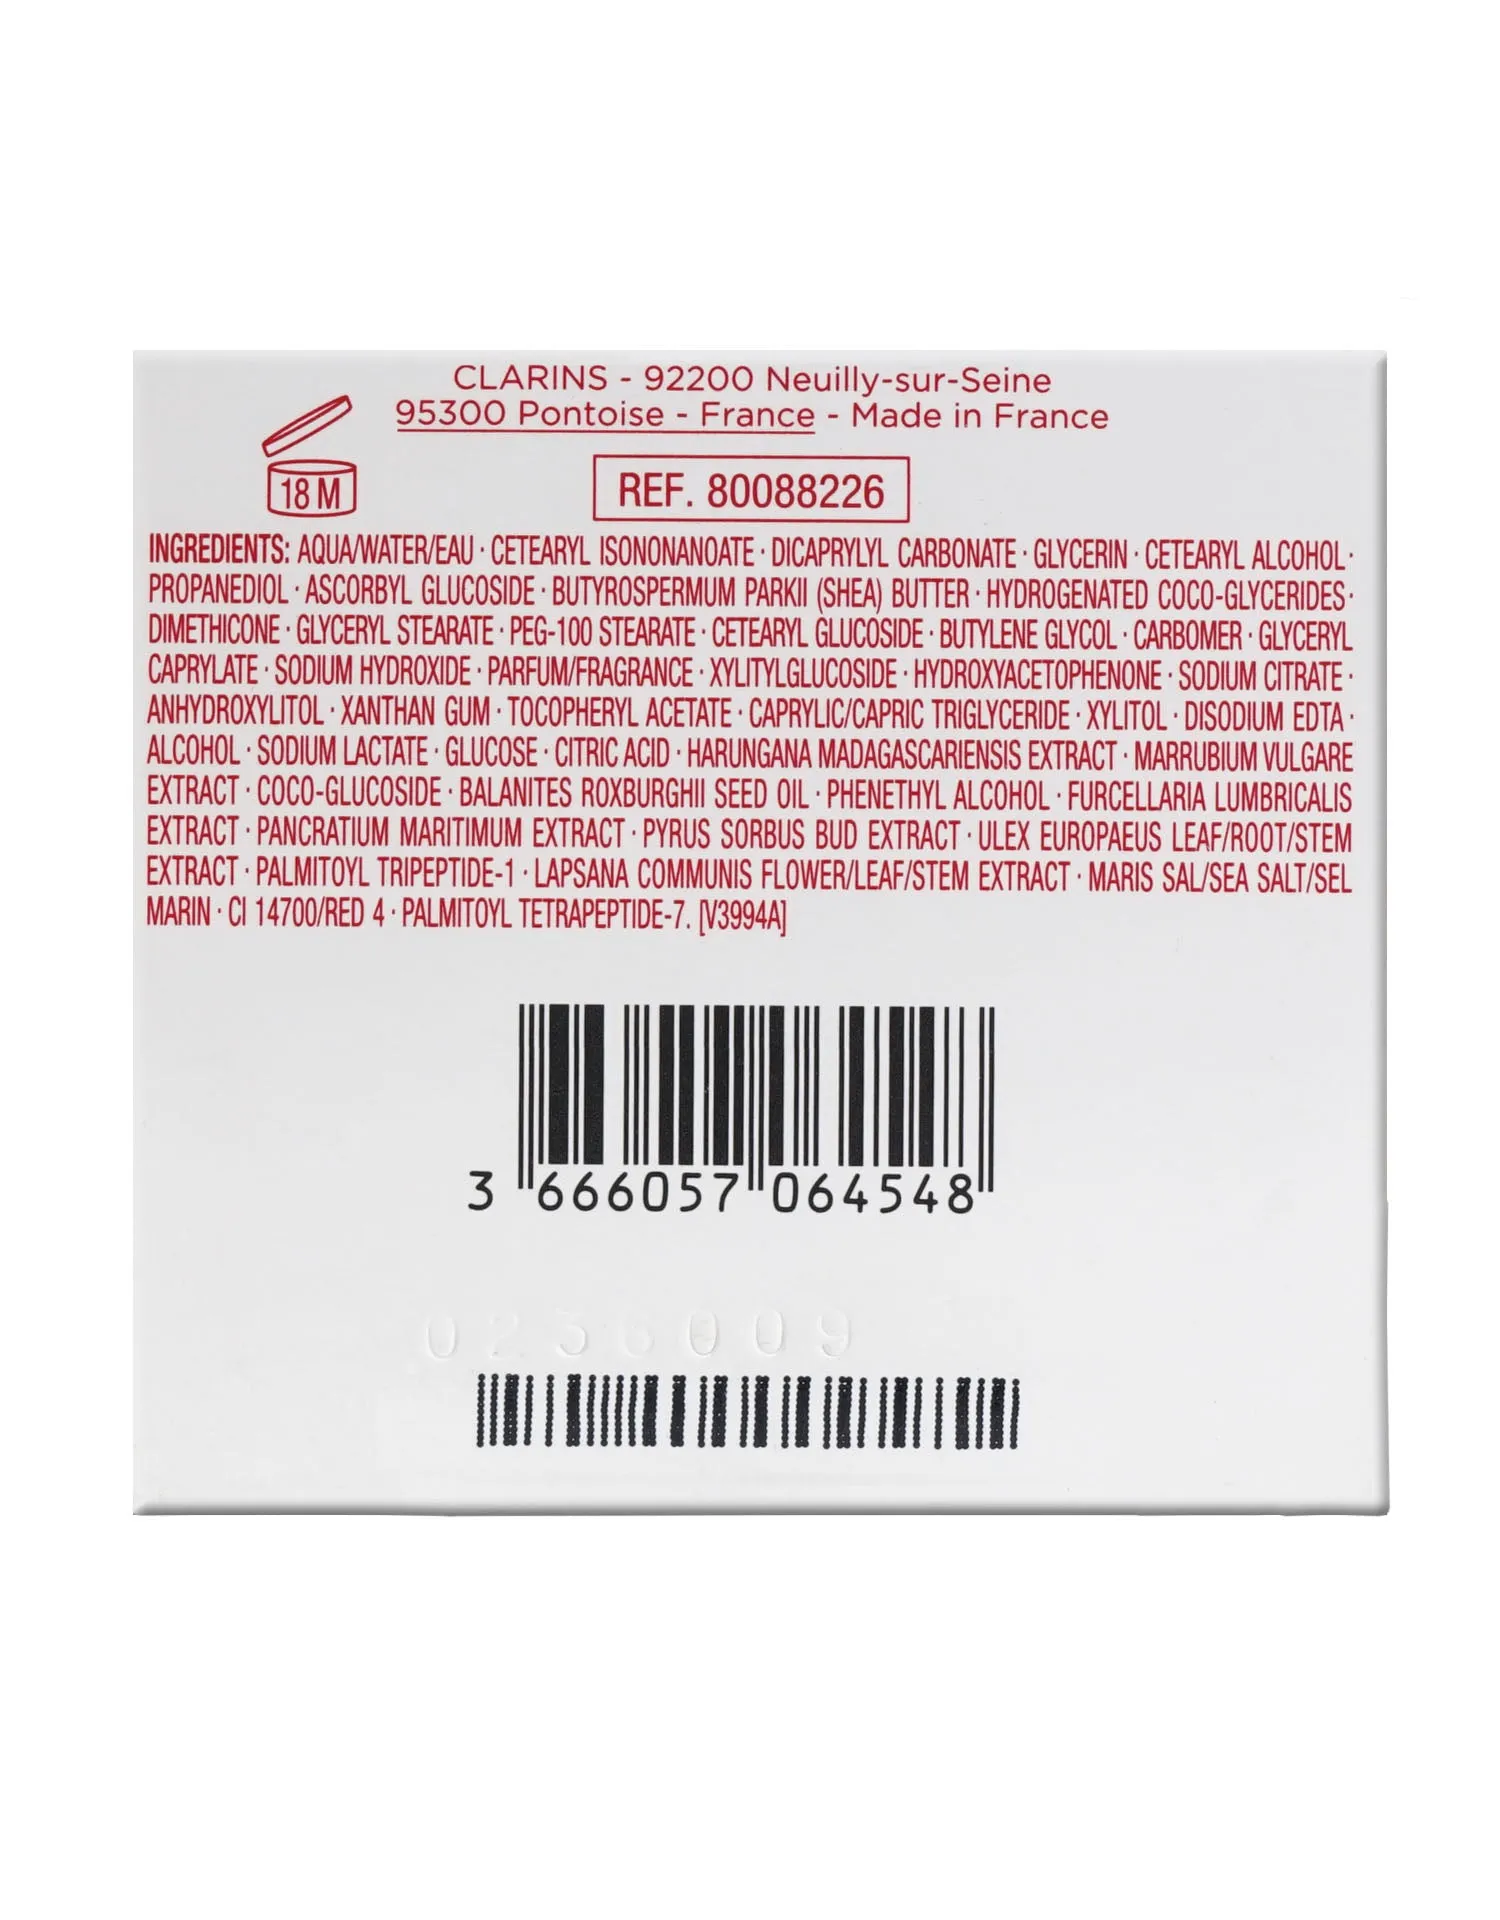 CLARINS - 92200 Neuilly-sur-Seine
95300 Pontoise - France - Made in France
18 M
REF. 80088226
INGREDIENTS: AQUA/WATER/EAU · CETEARYL ISONONANOATE · DICAPRYLYL CARBONATE · GLYCERIN · CETEARYL ALCOHOL ·
PROPANEDIOL · ASCORBYL GLUCOSIDE · BUTYROSPERMUM PARKII (SHEA) BUTTER · HYDROGENATED COCO-GLYCERIDES ·
DIMETHICONE · GLYCERYL STEARATE · PEG-100 STEARATE · CETEARYL GLUCOSIDE · BUTYLENE GLYCOL · CARBOMER · GLYCERYL
CAPRYLATE · SODIUM HYDROXIDE · PARFUM/FRAGRANCE · XYLITYLGLUCOSIDE · HYDROXYACETOPHENONE · SODIUM CITRATE ·
ANHYDROXYLITOL · XANTHAN GUM · TOCOPHERYL ACETATE · CAPRYLIC/CAPRIC TRIGLYCERIDE · XYLITOL · DISODIUM EDTA ·
ALCOHOL · SODIUM LACTATE · GLUCOSE · CITRIC ACID · HARUNGANA MADAGASCARIENSIS EXTRACT · MARRUBIUM VULGARE
EXTRACT · COCO-GLUCOSIDE · BALANITES ROXBURGHII SEED OIL · PHENETHYL ALCOHOL · FURCELLARIA LUMBRICALIS
EXTRACT · PANCRATIUM MARITIMUM EXTRACT · PYRUS SORBUS BUD EXTRACT · ULEX EUROPAEUS LEAF/ROOT/STEM
EXTRACT · PALMITOYL TRIPEPTIDE-1 · LAPSANA COMMUNIS FLOWER/LEAF/STEM EXTRACT · MARIS SAL/SEA SALT/SEL
MARIN · CI 14700/RED 4 · PALMITOYL TETRAPEPTIDE-7. [V3994A]
3 666057 064548